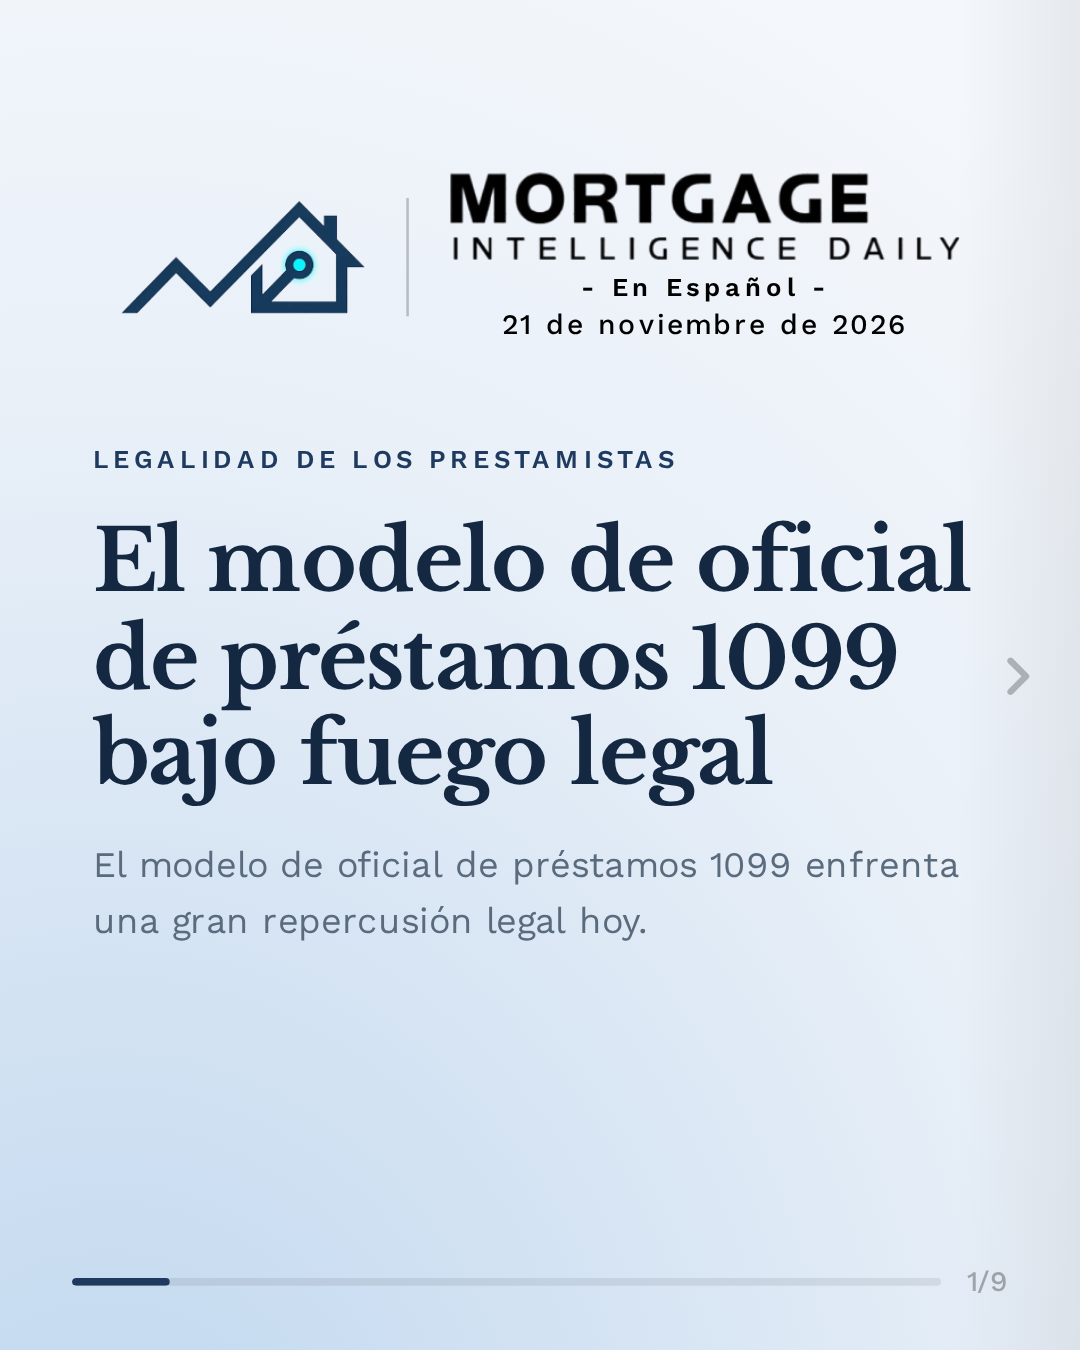 MORTGAGE
INTELLIGENCE DAILY
- En Español -
21 de noviembre de 2026
LEGALIDAD DE LOS PRESTAMISTAS
El modelo de oficial
de préstamos 1099
bajo fuego legal
El modelo de oficial de préstamos 1099 enfrenta
una gran repercusión legal hoy.
1/9